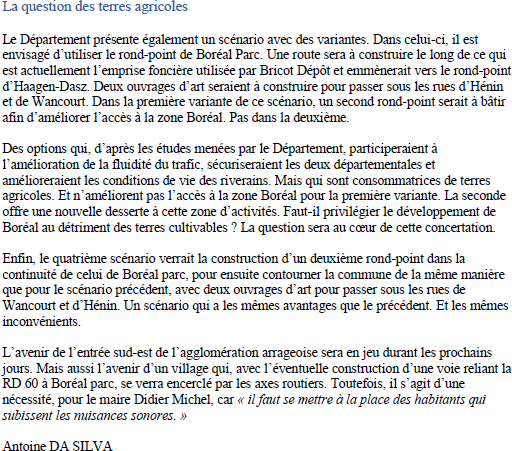 La question des terres agricoles
Le Département présente également un scénario avec des variantes. Dans celui-ci, il est
envisagé d'utiliser le rond-point de Boréal Parc. Une route sera à construire le long de ce qui
est actuellement l'emprise foncière utilisée par Bricot Dépôt et emmènerait vers le rond-point
d'Haagen-Dasz. Deux ouvrages d'art seraient à construire pour passer sous les rues d'Hénin
et de Wancourt. Dans la première variante de ce scénario, un second rond-point serait à bâtir
afin d'améliorer l'accès à la zone Boréal. Pas dans la deuxième.
Des options qui, d'après les études menées par le Département, participeraient à
l'amélioration de la fluidité du trafic, sécuriseraient les deux départementales et
amélioreraient les conditions de vie des riverains. Mais qui sont consommatrices de terres
agricoles. Et n'améliorent pas l'accès à la zone Boréal pour la première variante. La seconde
offre une nouvelle desserte à cette zone d'activités. Faut-il privilégier le développement de
Boréal au détriment des terres cultivables ? La question sera au cœur de cette concertation.
Enfin, le quatrième scénario verrait la construction d'un deuxième rond-point dans la
continuité de celui de Boréal parc, pour ensuite contourner la commune de la même manière
que pour le scénario précédent, avec deux ouvrages d'art pour passer sous les rues de
Wancourt et d'Hénin. Un scénario qui a les mêmes avantages que le précédent. Et les mêmes
inconvénients.
L'avenir de l'entrée sud-est de l'agglomération arrageoise sera en jeu durant les prochains
jours. Mais aussi l'avenir d'un village qui, avec l'éventuelle construction d'une voie reliant la
RD 60 à Boréal parc, se verra encerclé par les axes routiers. Toutefois, il s'agit d'une
nécessité, pour le maire Didier Michel, car « il faut se mettre à la place des habitants qui
subissent les nuisances sonores. »
Antoine DA SILVA